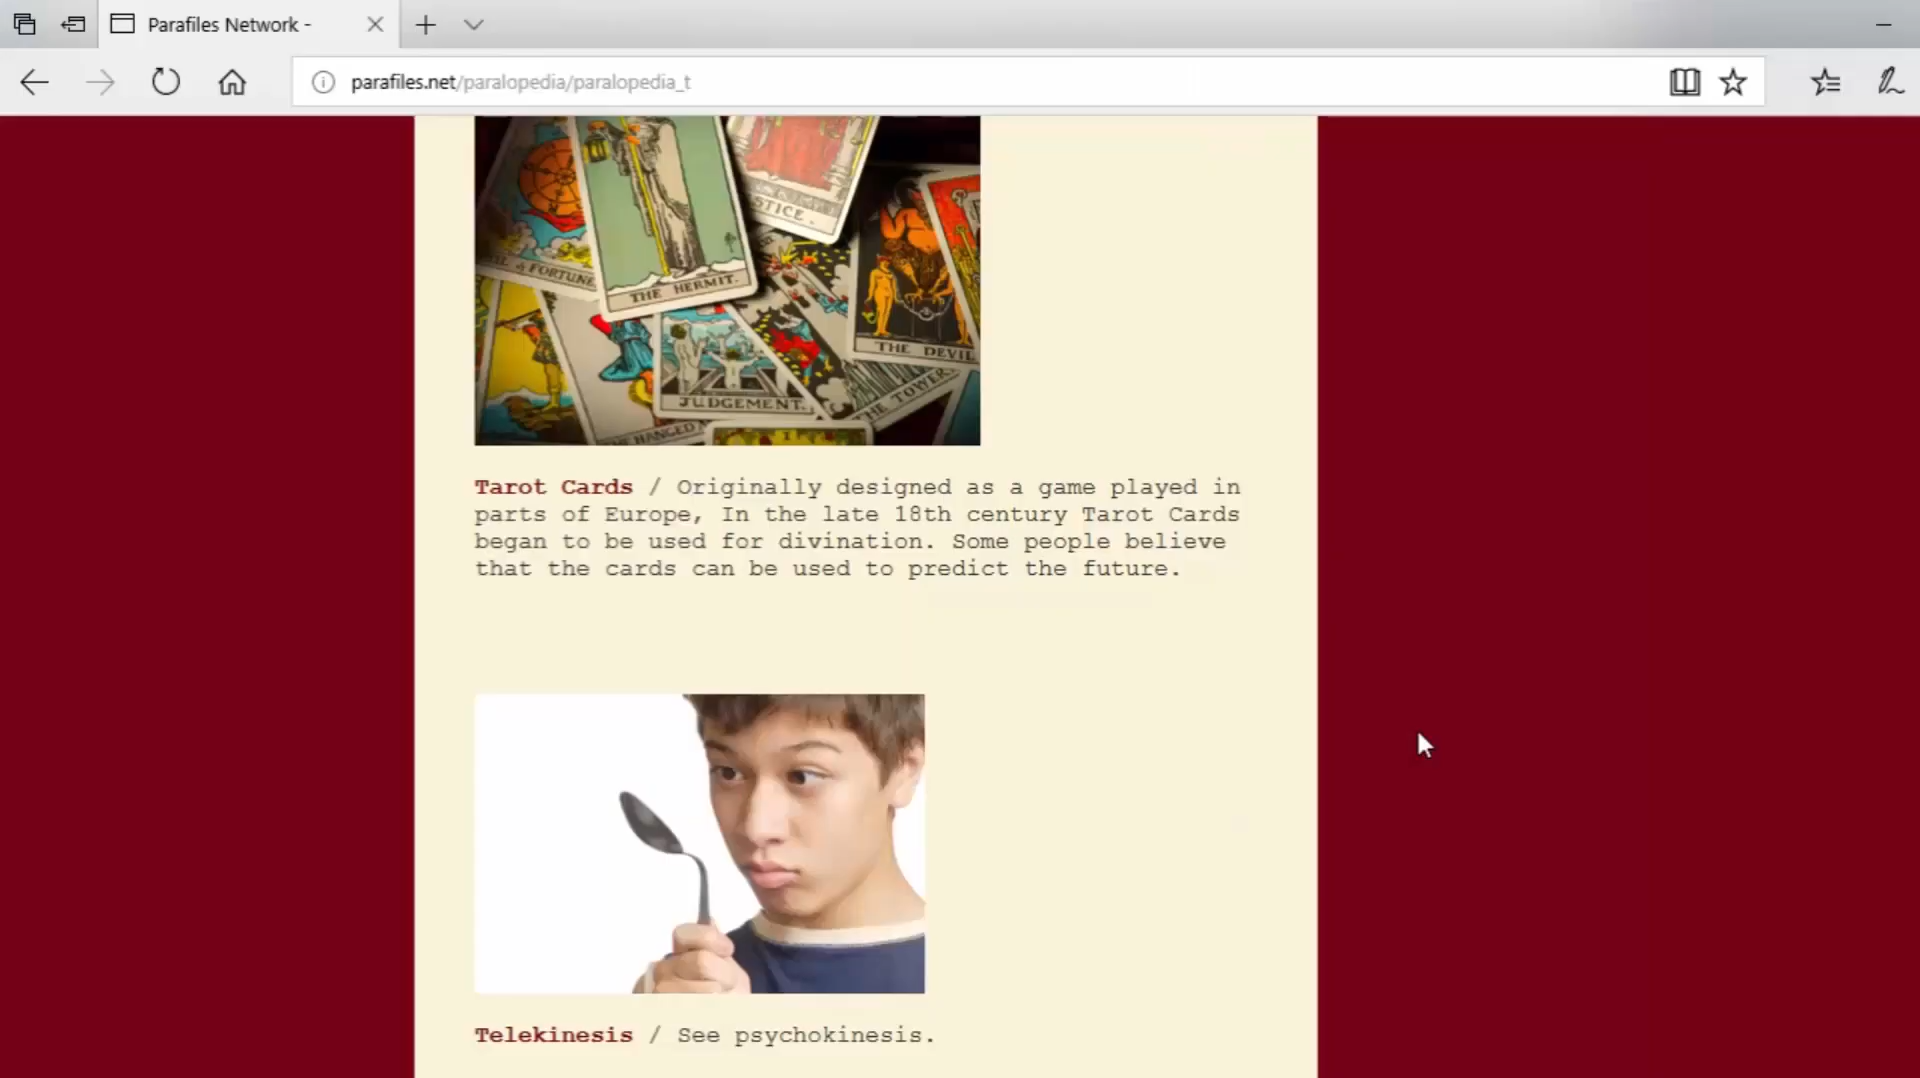 Parafiles Network -
parafiles.net/paralopedia/paralopedia_t
STICE.
FORTUNE
THE HERMIT.
THE DEVIL
JUDGEMENT.
THE TOWER.
HANGED
Tarot Cards / Originally designed as a game played in
parts of Europe, In the late 18th century Tarot Cards
began to be used for divination. Some people believe
that the cards can be used to predict the future.
Telekinesis / See psychokinesis.